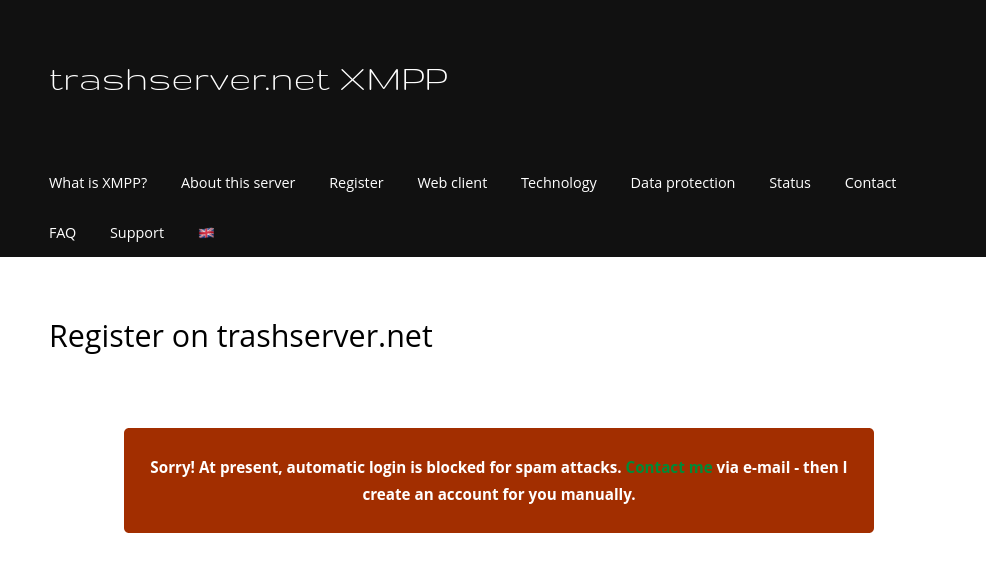 trashserver.net XMPP
What is XMPP? About this server Register Web client Technology Data protection Status Contact
FAQ Support
Register on trashserver.net
Sorry! At present, automatic login is blocked for spam attacks. Contact me via e-mail - then I
create an account for you manually.